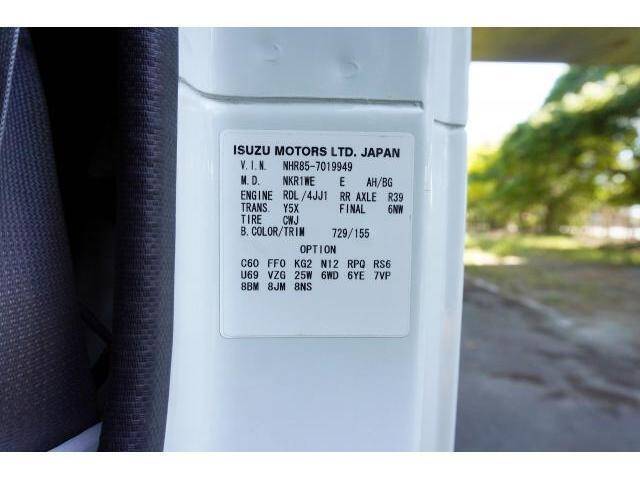 ISUZU MOTORS LTD. JAPAN
V.I.N. NHR85-7019949
M.D. NKR1WE E AH/BG
ENGINE RDL/4JJ1 RR AXLE R39
TRANS. Y5X FINAL 6NW
TIRE CWJ
B.COLOR/TRIM 729/155
OPTION
C60 FF0 KG2 N12 RPQ RS6
U69 VZG 25W 6WD 6YE 7VP
8BM 8JM 8NS